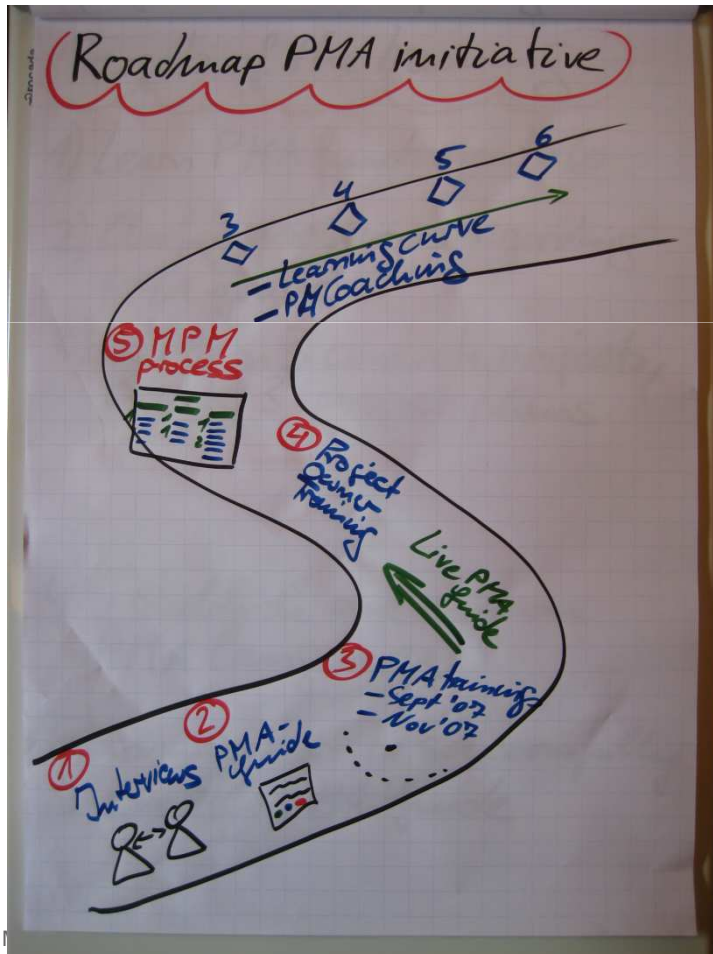 Roadmap PMA initiative
3
4
5
6
- Learning curve
- PM Coaching
⑤ MPM
process
④ Project
owner
Training
Live PMA
guide
③ PMA training
- Sept '07
- Nov '07
② PMA-
guide
① Interviews